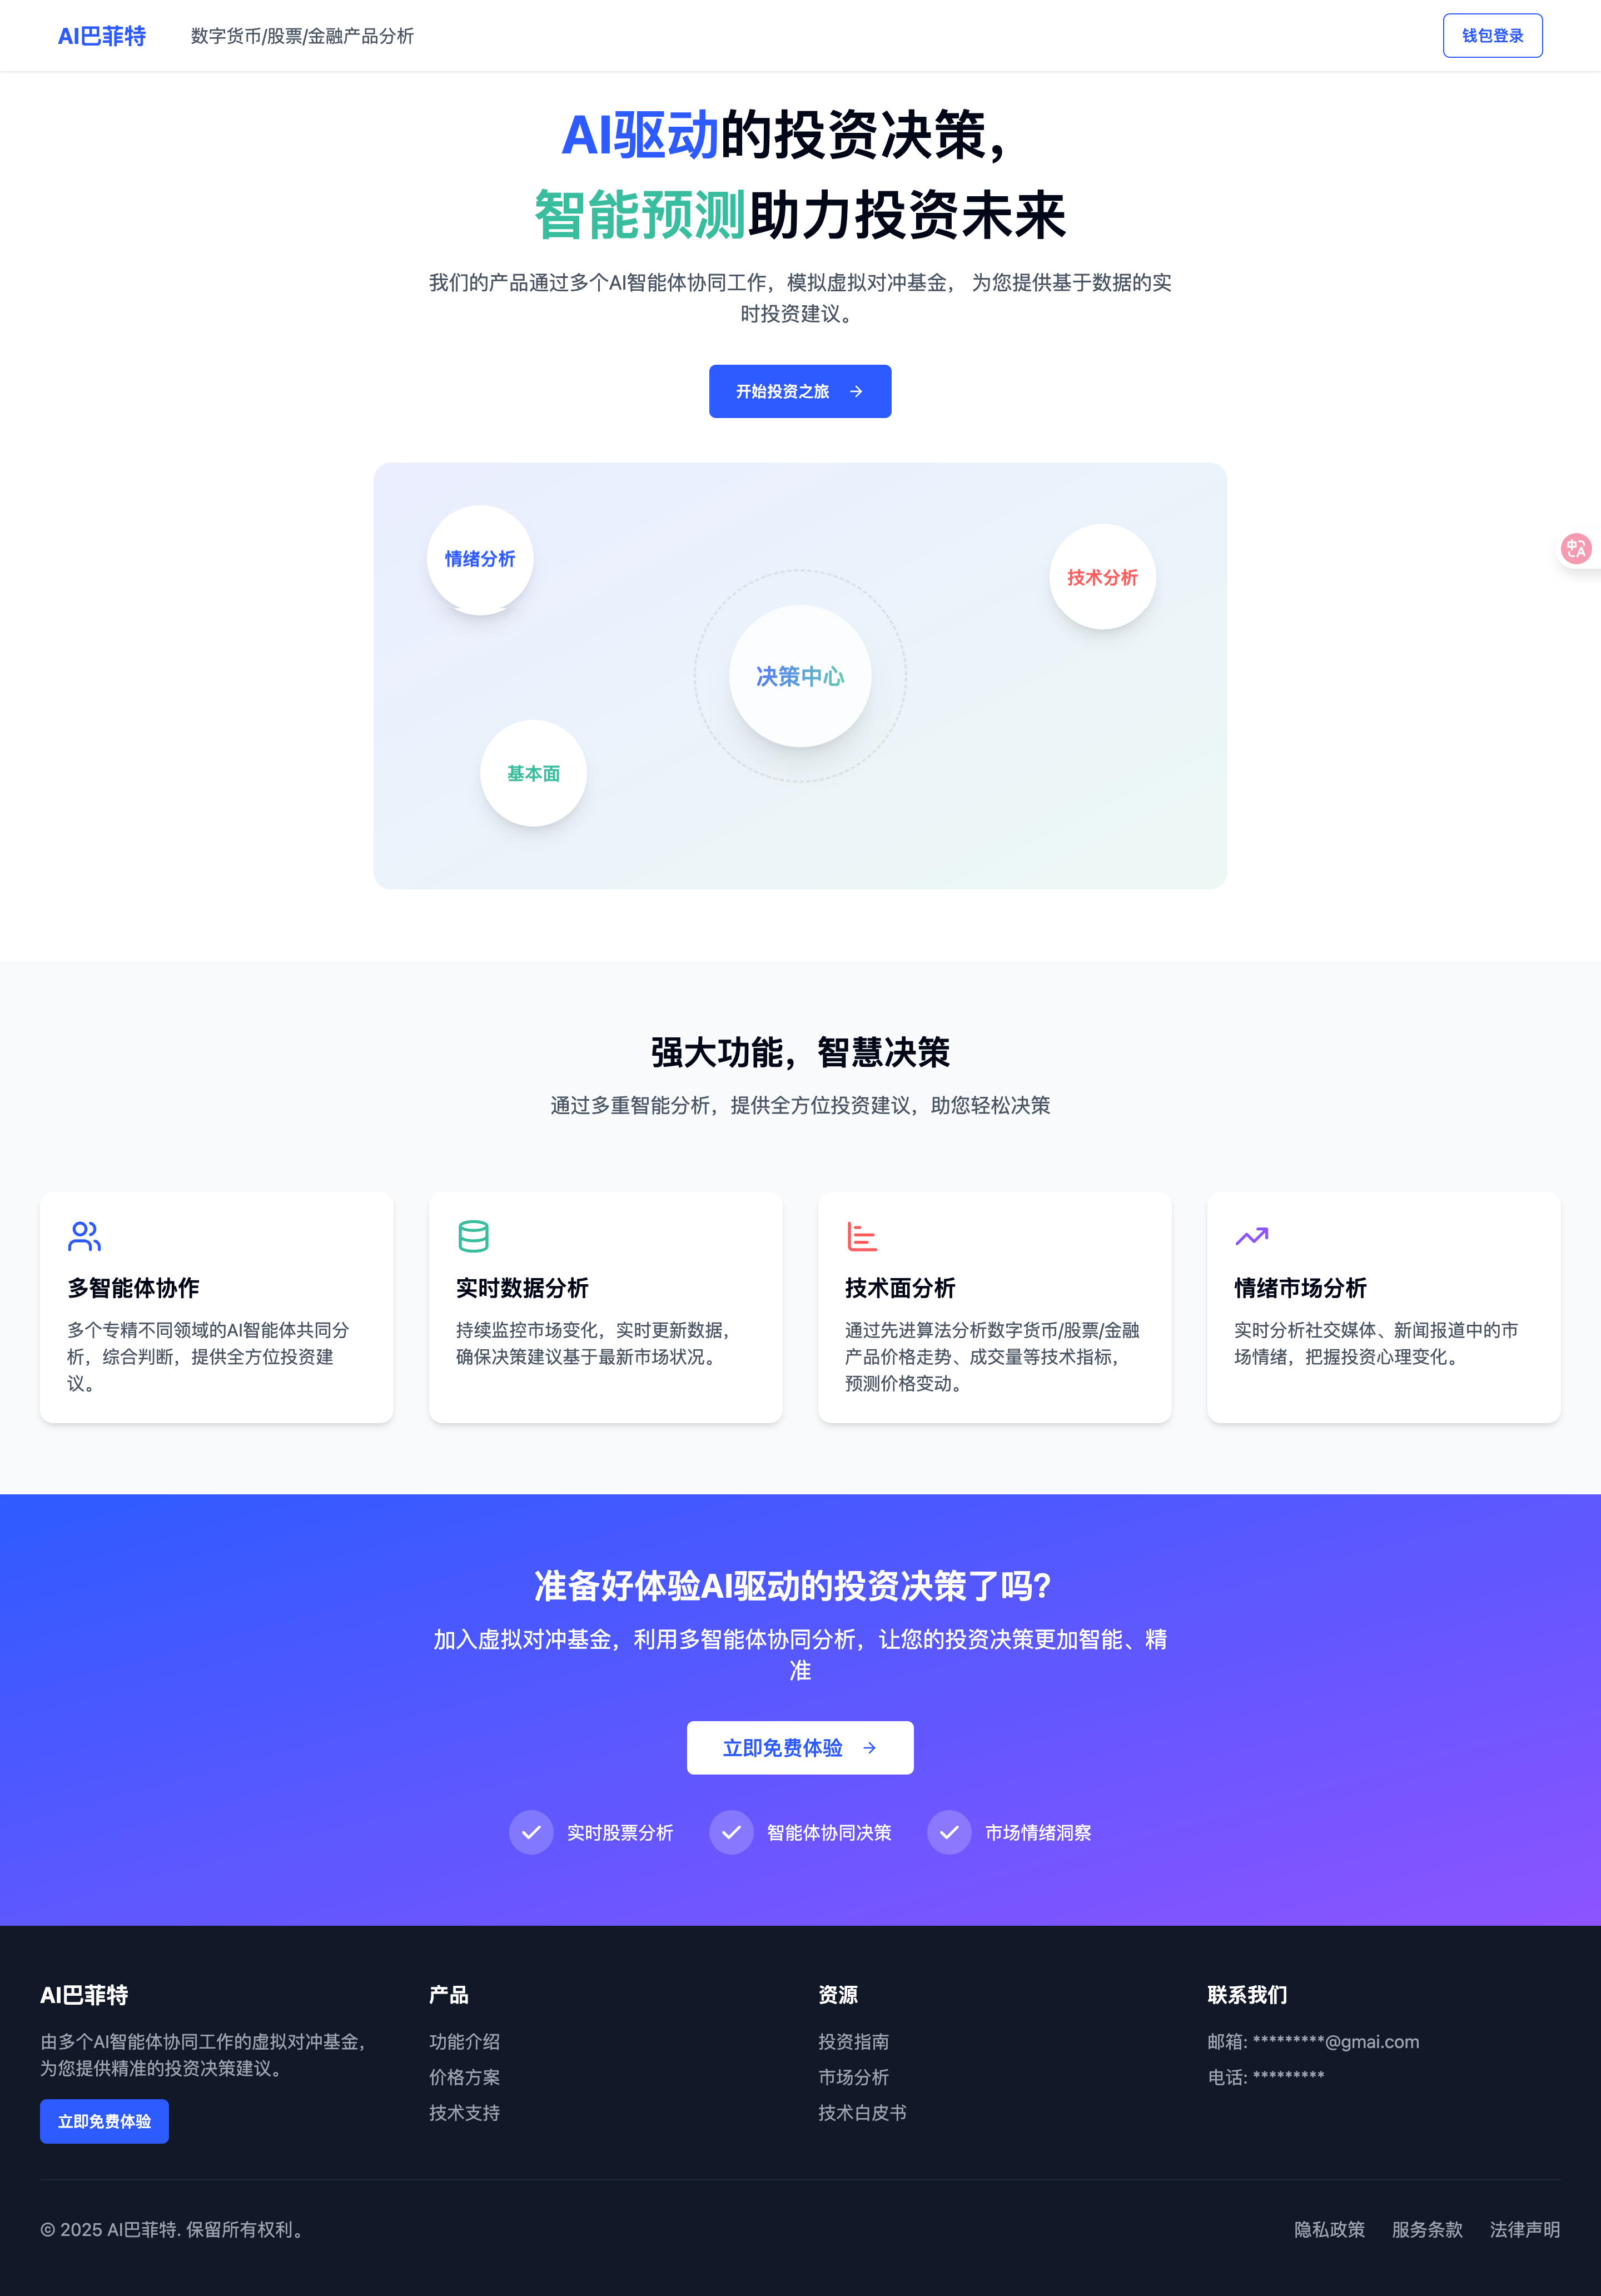 AI巴菲特
数字货币/股票/金融产品分析
钱包登录
AI驱动的投资决策，
智能预测助力投资未来
我们的产品通过多个AI智能体协同工作，模拟虚拟对冲基金， 为您提供基于数据的实
时投资建议。
开始投资之旅
情绪分析
技术分析
决策中心
基本面
强大功能，智慧决策
通过多重智能分析，提供全方位投资建议，助您轻松决策
多智能体协作
多个专精不同领域的AI智能体共同分
析，综合判断，提供全方位投资建
议。
实时数据分析
持续监控市场变化，实时更新数据，
确保决策建议基于最新市场状况。
技术面分析
通过先进算法分析数字货币/股票/金融
产品价格走势、成交量等技术指标，
预测价格变动。
情绪市场分析
实时分析社交媒体、新闻报道中的市
场情绪，把握投资心理变化。
准备好体验AI驱动的投资决策了吗?
加入虚拟对冲基金，利用多智能体协同分析，让您的投资决策更加智能、精
准
立即免费体验
实时股票分析
智能体协同决策
市场情绪洞察
AI巴菲特
由多个AI智能体协同工作的虚拟对冲基金，
为您提供精准的投资决策建议。
立即免费体验
产品
功能介绍
价格方案
技术支持
资源
投资指南
市场分析
技术白皮书
联系我们
邮箱: *********@gmai.com
电话: *********
© 2025 AI巴菲特. 保留所有权利。
隐私政策
服务条款
法律声明